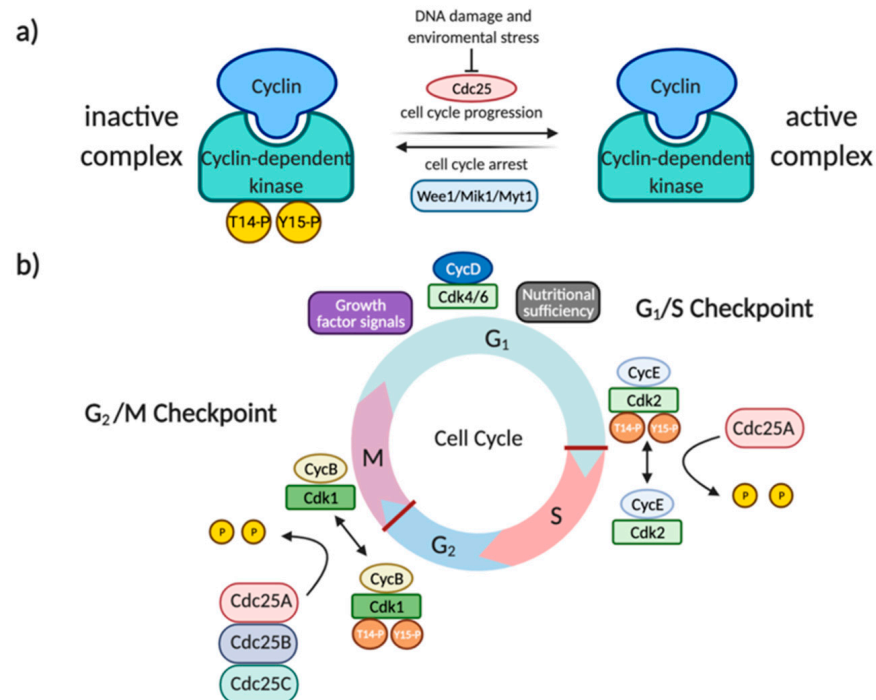 a)
DNA damage and
enviromental stress
Cyclin
Cdc25
Cyclin
inactive
complex
cell cycle progression
active
complex
Cyclin-dependent
kinase
cell cycle arrest
Cyclin-dependent
kinase
Wee1/Mik1/Myt1
T14-P
Y15-P
b)
CycD
Cdk4/6
Growth
factor signals
Nutritional
sufficiency
G₁/S Checkpoint
G₁
CycE
Cdk2
T14-P
Y15-P
Cdc25A
G₂/M Checkpoint
Cell Cycle
M
CycB
Cdk1
P
P
CycE
Cdk2
S
G₂
P
P
CycB
Cdk1
T14-P
Y15-P
Cdc25A
Cdc25B
Cdc25C